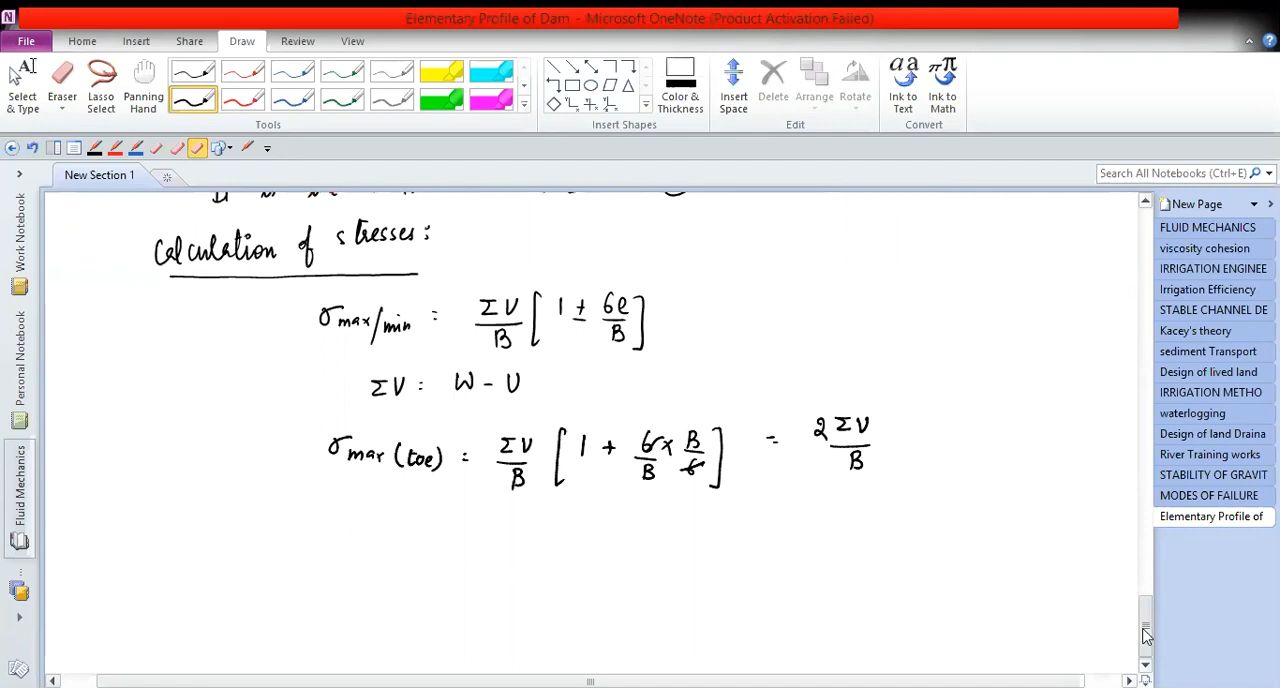 Elementary Profile of Dam. - Microsoft OneNote (Product Activation Failed)
File Home Insert Share Draw Review View
Select & Type Eraser Lasso Select Panning Hand Color & Thickness Insert Space Delete Arrange Rotate Ink to Text Ink to Math
Tools Insert Shapes Edit Convert
New Section 1 Search All Notebooks (Ctrl+E)
Work Notebook
Personal Notebook
Fluid Mechanics
Calculation of stresses:
σmax/min = ΣV/B [1 ± 6e/B]
ΣV = W - U
σmax(toe) = ΣV/B [1 + 6/B × B/6] = 2ΣV/B
New Page
FLUID MECHANICS
viscosity cohesion
IRRIGATION ENGINEE
Irrigation Efficiency
STABLE CHANNEL DE
Kacey's theory
sediment Transport
Design of lived land
IRRIGATION METHO
waterlogging
Design of land Draina
River Training works
STABILITY OF GRAVIT
MODES OF FAILURE
Elementary Profile of